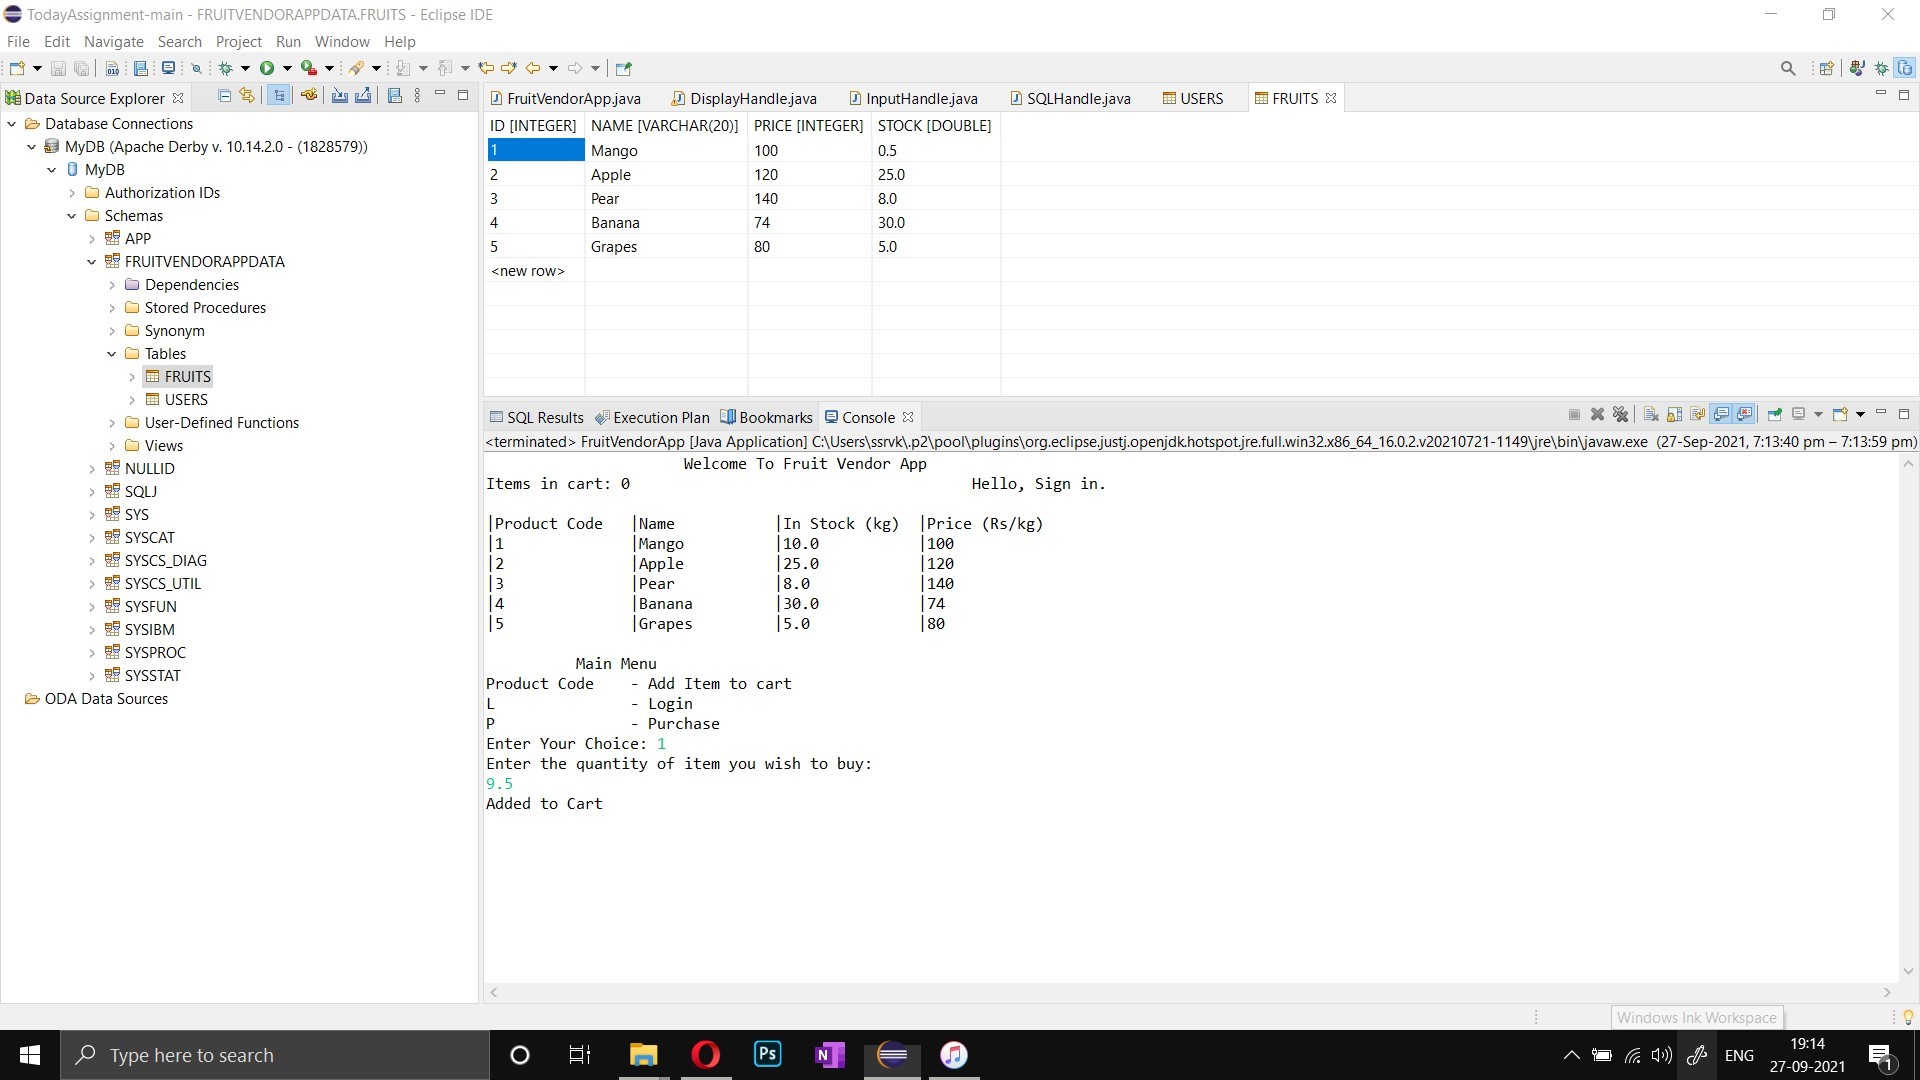 TodayAssignment-main - FRUITVENDORAPPDATA.FRUITS - Eclipse IDE
File Edit Navigate Search Project Run Window Help
Data Source Explorer
Database Connections
MyDB (Apache Derby v. 10.14.2.0 - (1828579))
MyDB
Authorization IDs
Schemas
APP
FRUITVENDORAPPDATA
Dependencies
Stored Procedures
Synonym
Tables
FRUITS
USERS
User-Defined Functions
Views
NULLID
SQLJ
SYS
SYSCAT
SYSCS_DIAG
SYSCS_UTIL
SYSFUN
SYSIBM
SYSPROC
SYSSTAT
ODA Data Sources
FruitVendorApp.java DisplayHandle.java InputHandle.java SQLHandle.java USERS FRUITS
ID [INTEGER] NAME [VARCHAR(20)] PRICE [INTEGER] STOCK [DOUBLE]
1 Mango 100 0.5
2 Apple 120 25.0
3 Pear 140 8.0
4 Banana 74 30.0
5 Grapes 80 5.0
<new row>
SQL Results Execution Plan Bookmarks Console
<terminated> FruitVendorApp [Java Application] C:\Users\ssrvk\.p2\pool\plugins\org.eclipse.justj.openjdk.hotspot.jre.full.win32.x86_64_16.0.2.v20210721-1149\jre\bin\javaw.exe (27-Sep-2021, 7:13:40 pm – 7:13:59 pm)
Welcome To Fruit Vendor App
Items in cart: 0 Hello, Sign in.
|Product Code |Name |In Stock (kg) |Price (Rs/kg)
|1 |Mango |10.0 |100
|2 |Apple |25.0 |120
|3 |Pear |8.0 |140
|4 |Banana |30.0 |74
|5 |Grapes |5.0 |80
Main Menu
Product Code - Add Item to cart
L - Login
P - Purchase
Enter Your Choice: 1
Enter the quantity of item you wish to buy:
9.5
Added to Cart
Windows Ink Workspace
Type here to search
Ps
N
ENG
19:14
27-09-2021
1